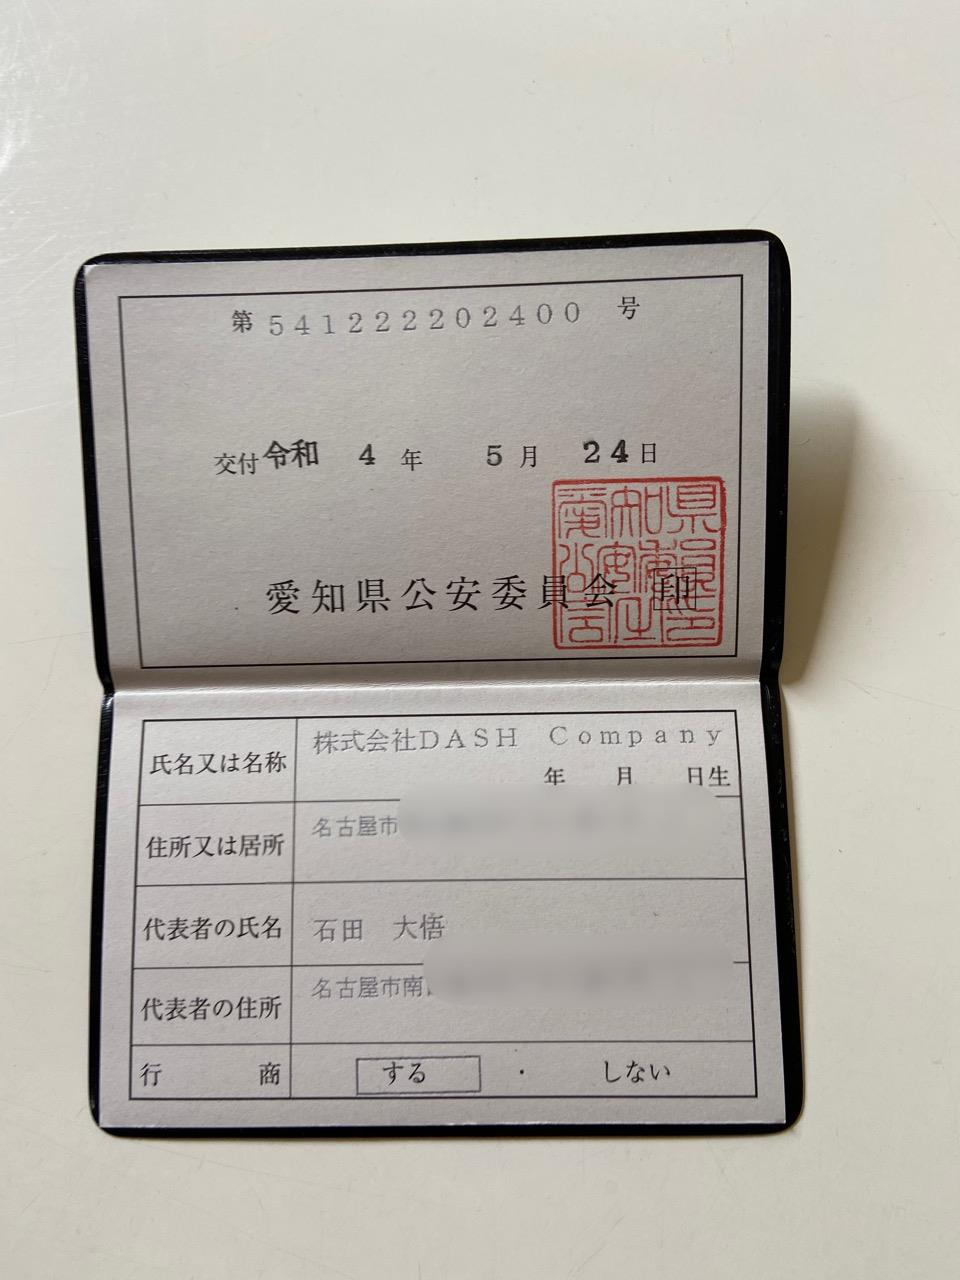 第541222202400号
交付令和 4年 5月 24日
愛知県公安委員会 印
氏名又は名称 株式会社DASH Company
年 月 日生
住所又は居所 名古屋市
代表者の氏名 石田 大悟
代表者の住所 名古屋市南
行商 する ・ しない